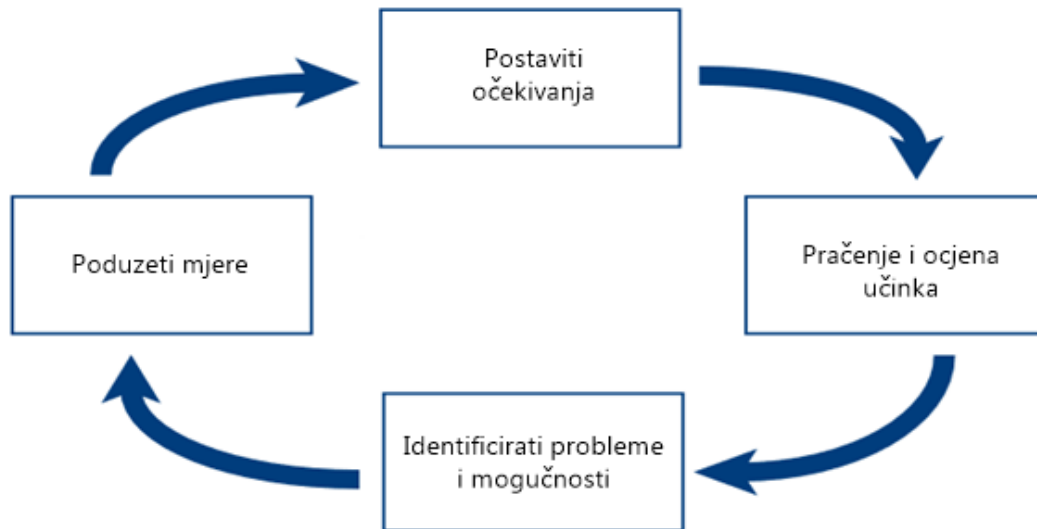 Postaviti
očekivanja
Pračenje i ocjena
učinka
Identificirati probleme
i mogučnosti
Poduzeti mjere